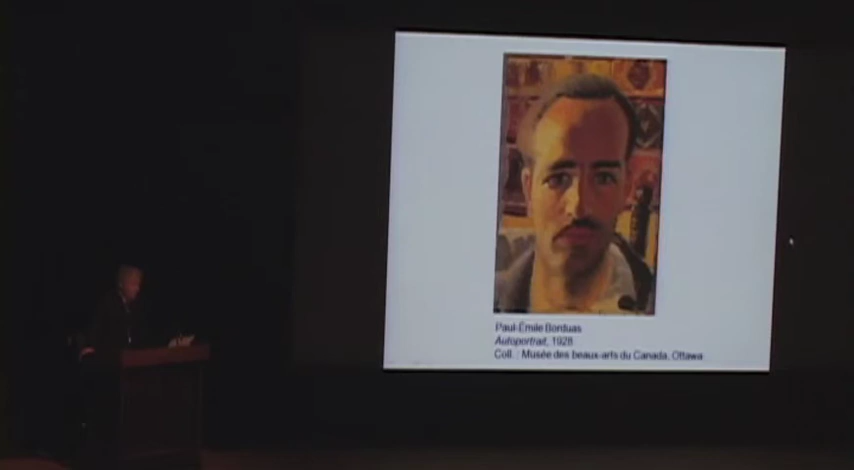 Paul-Émile Borduas
Autoportrait, 1928
Coll. : Musée des beaux-arts du Canada, Ottawa